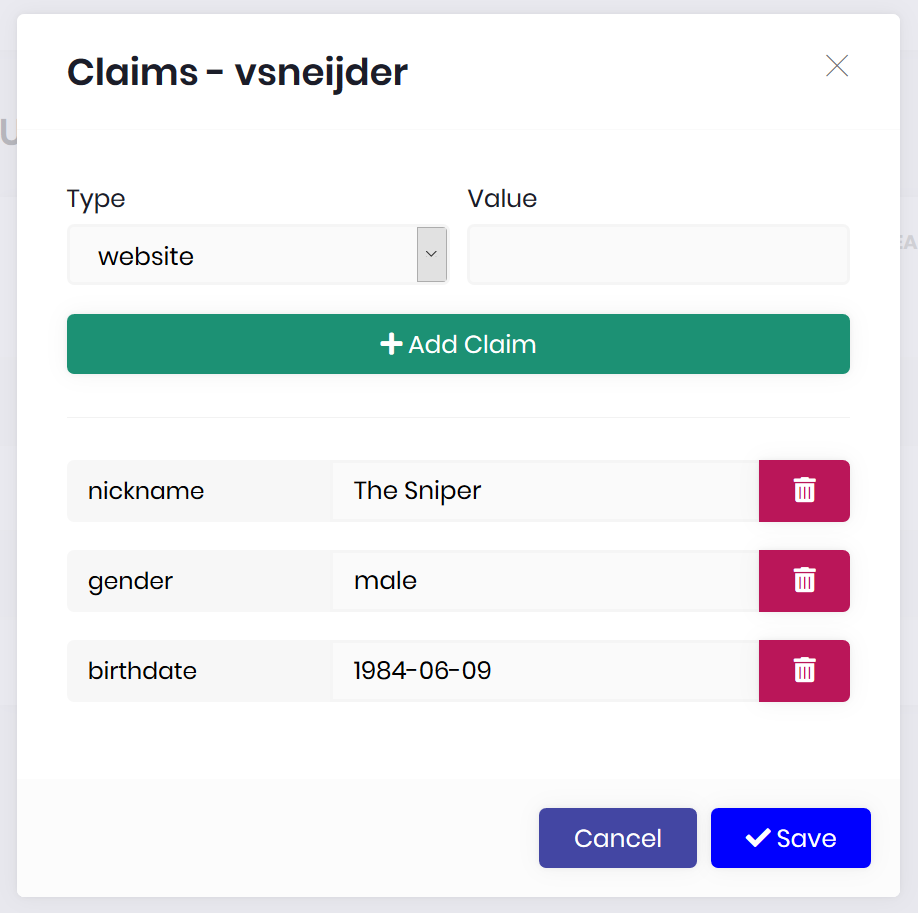 Claims - vsneijder
Type Value
website
Add Claim
nickname The Sniper
gender male
birthdate 1984-06-09
Cancel Save